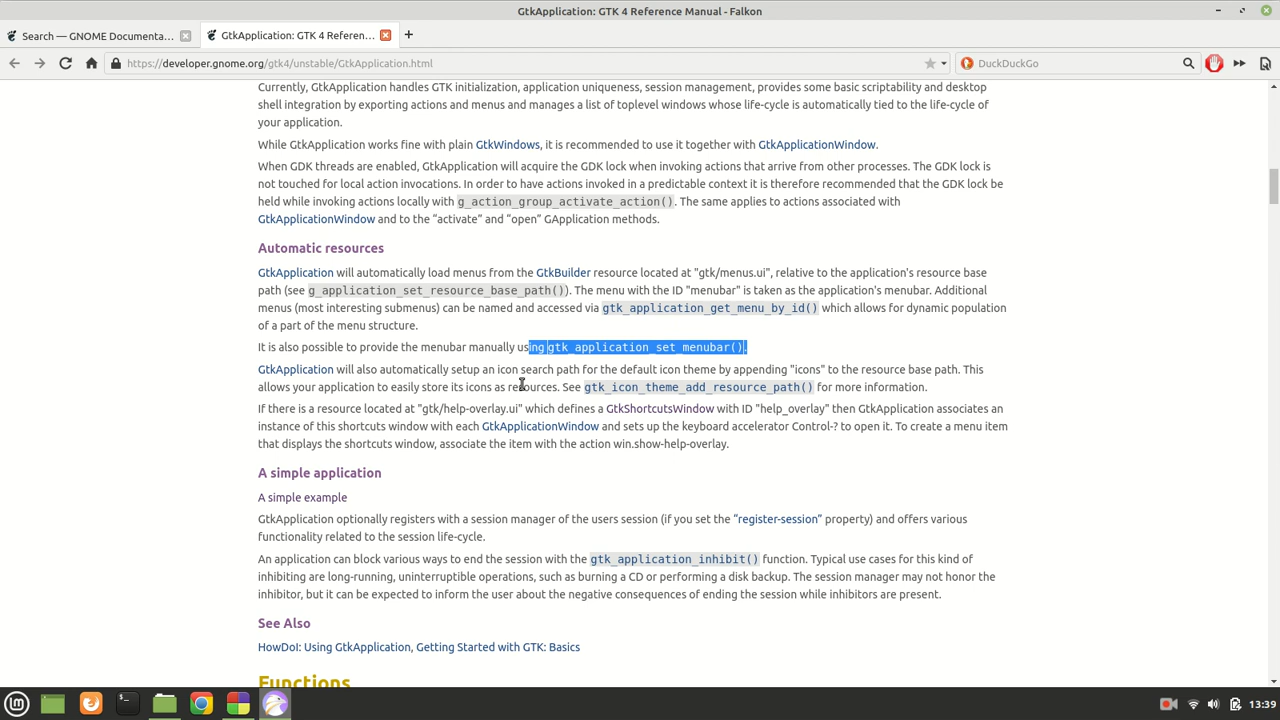 GtkApplication: GTK 4 Reference Manual - Falkon
Search — GNOME Documenta...
GtkApplication: GTK 4 Referen...
https://developer.gnome.org/gtk4/unstable/GtkApplication.html
DuckDuckGo
Currently, GtkApplication handles GTK initialization, application uniqueness, session management, provides some basic scriptability and desktop
shell integration by exporting actions and menus and manages a list of toplevel windows whose life-cycle is automatically tied to the life-cycle of
your application.
While GtkApplication works fine with plain GtkWindows, it is recommended to use it together with GtkApplicationWindow.
When GDK threads are enabled, GtkApplication will acquire the GDK lock when invoking actions that arrive from other processes. The GDK lock is
not touched for local action invocations. In order to have actions invoked in a predictable context it is therefore recommended that the GDK lock be
held while invoking actions locally with g_action_group_activate_action(). The same applies to actions associated with
GtkApplicationWindow and to the “activate” and “open” GApplication methods.
Automatic resources
GtkApplication will automatically load menus from the GtkBuilder resource located at "gtk/menus.ui", relative to the application's resource base
path (see g_application_set_resource_base_path()). The menu with the ID "menubar" is taken as the application's menubar. Additional
menus (most interesting submenus) can be named and accessed via gtk_application_get_menu_by_id() which allows for dynamic population
of a part of the menu structure.
It is also possible to provide the menubar manually using gtk_application_set_menubar().
GtkApplication will also automatically setup an icon search path for the default icon theme by appending "icons" to the resource base path. This
allows your application to easily store its icons as resources. See gtk_icon_theme_add_resource_path() for more information.
If there is a resource located at "gtk/help-overlay.ui" which defines a GtkShortcutsWindow with ID "help_overlay" then GtkApplication associates an
instance of this shortcuts window with each GtkApplicationWindow and sets up the keyboard accelerator Control-? to open it. To create a menu item
that displays the shortcuts window, associate the item with the action win.show-help-overlay.
A simple application
A simple example
GtkApplication optionally registers with a session manager of the users session (if you set the “register-session” property) and offers various
functionality related to the session life-cycle.
An application can block various ways to end the session with the gtk_application_inhibit() function. Typical use cases for this kind of
inhibiting are long-running, uninterruptible operations, such as burning a CD or performing a disk backup. The session manager may not honor the
inhibitor, but it can be expected to inform the user about the negative consequences of ending the session while inhibitors are present.
See Also
HowDoI: Using GtkApplication, Getting Started with GTK: Basics
Functions
13:39